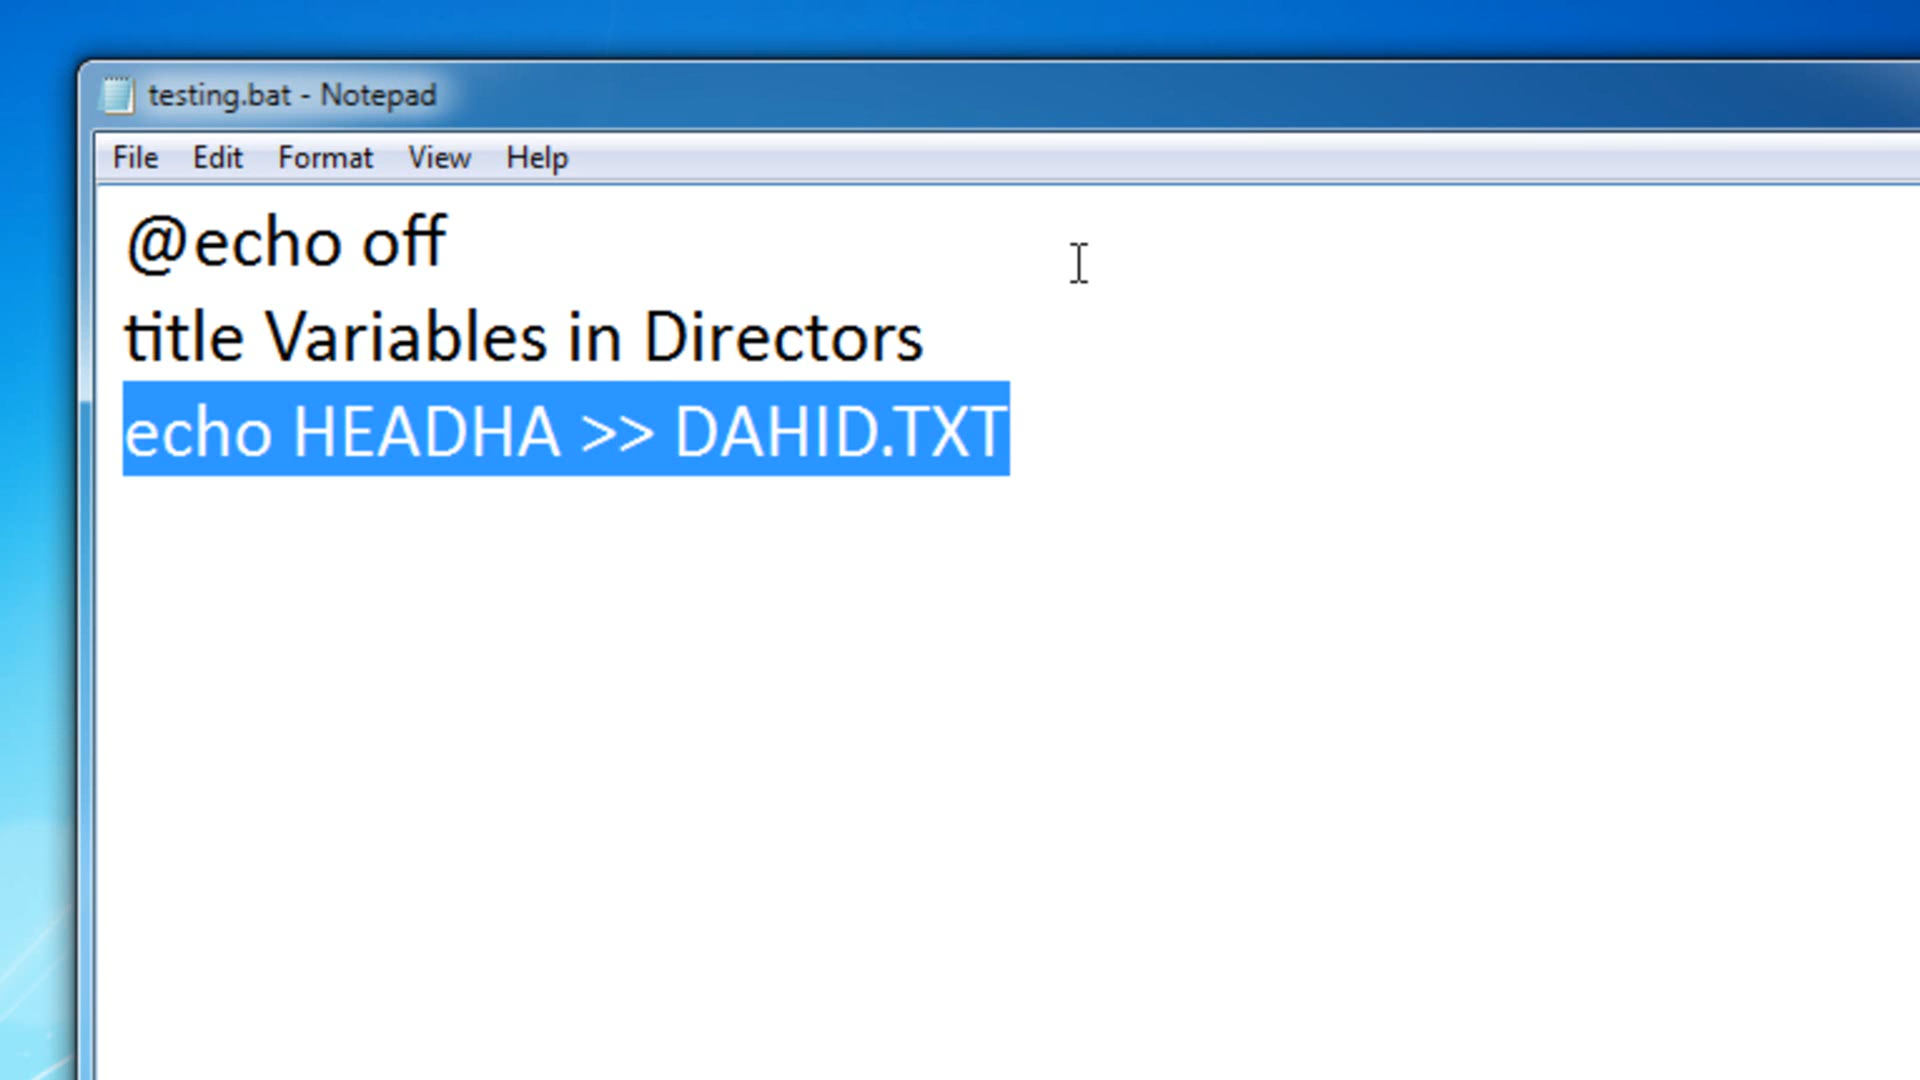 testing.bat - Notepad
File Edit Format View Help
@echo off
title Variables in Directors
echo HEADHA >> DAHID.TXT